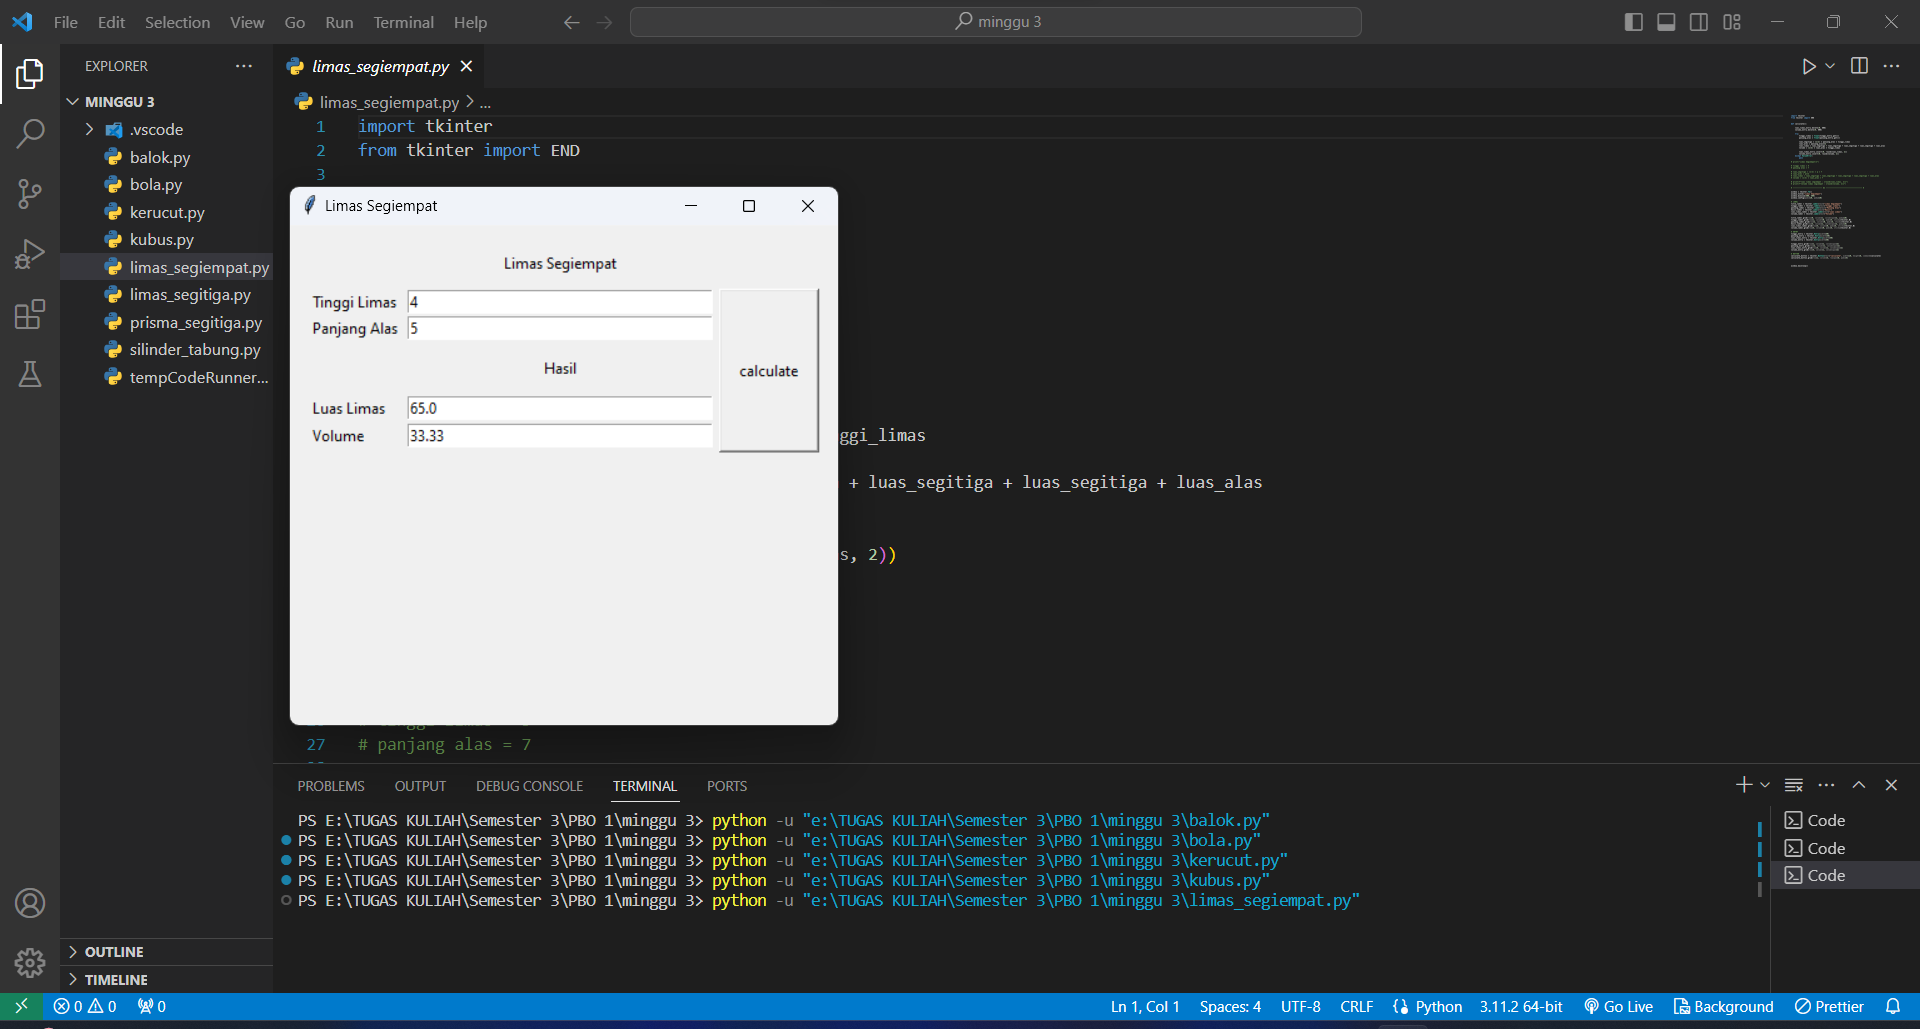 File Edit Selection View Go Run Terminal Help
minggu 3
EXPLORER
MINGGU 3
.vscode
balok.py
bola.py
kerucut.py
kubus.py
limas_segiempat.py
limas_segitiga.py
prisma_segitiga.py
silinder_tabung.py
tempCodeRunner...
OUTLINE
TIMELINE
limas_segiempat.py
limas_segiempat.py > ...
1 import tkinter
2 from tkinter import END
3
Limas Segiempat
Limas Segiempat
Tinggi Limas 4
Panjang Alas 5
Hasil
calculate
Luas Limas 65.0
Volume 33.33
ggi_limas
+ luas_segitiga + luas_segitiga + luas_alas
s, 2))
27 # panjang alas = 7
PROBLEMS OUTPUT DEBUG CONSOLE TERMINAL PORTS
PS E:\TUGAS KULIAH\Semester 3\PBO 1\minggu 3> python -u "e:\TUGAS KULIAH\Semester 3\PBO 1\minggu 3\balok.py"
PS E:\TUGAS KULIAH\Semester 3\PBO 1\minggu 3> python -u "e:\TUGAS KULIAH\Semester 3\PBO 1\minggu 3\bola.py"
PS E:\TUGAS KULIAH\Semester 3\PBO 1\minggu 3> python -u "e:\TUGAS KULIAH\Semester 3\PBO 1\minggu 3\kerucut.py"
PS E:\TUGAS KULIAH\Semester 3\PBO 1\minggu 3> python -u "e:\TUGAS KULIAH\Semester 3\PBO 1\minggu 3\kubus.py"
PS E:\TUGAS KULIAH\Semester 3\PBO 1\minggu 3> python -u "e:\TUGAS KULIAH\Semester 3\PBO 1\minggu 3\limas_segiempat.py"
Code
Code
Code
0 0 0 Ln 1, Col 1 Spaces: 4 UTF-8 CRLF Python 3.11.2 64-bit Go Live Background Prettier